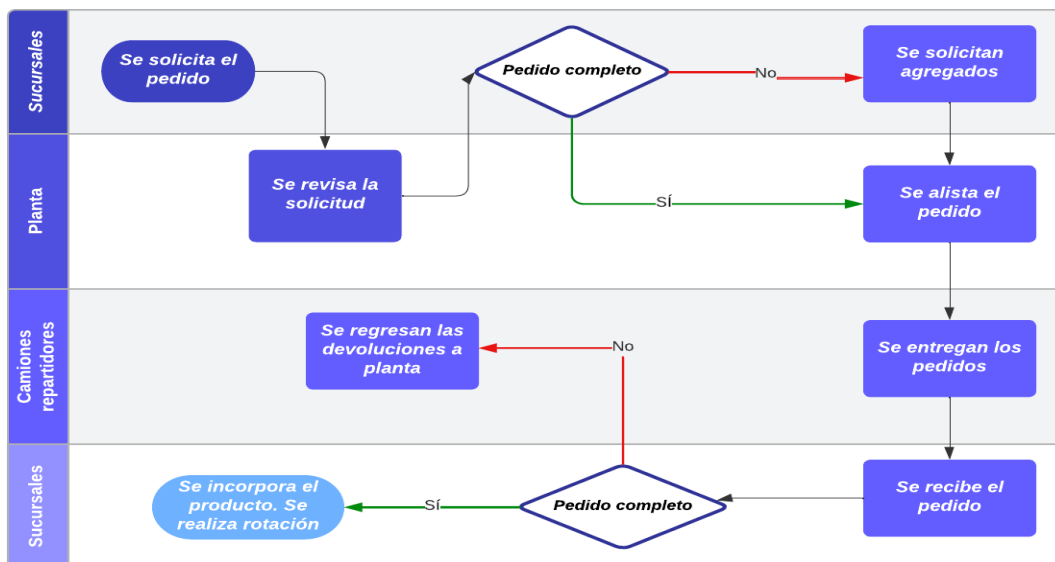 Sucursales
Se solicita el
pedido
Pedido completo
No
Se solicitan
agregados
Planta
Se revisa la
solicitud
SÍ
Se alista el
pedido
Camiones
repartidores
Se regresan las
devoluciones a
planta
No
Se entregan los
pedidos
Sucursales
Se incorpora el
producto. Se
realiza rotación
Sí
Pedido completo
Se recibe el
pedido